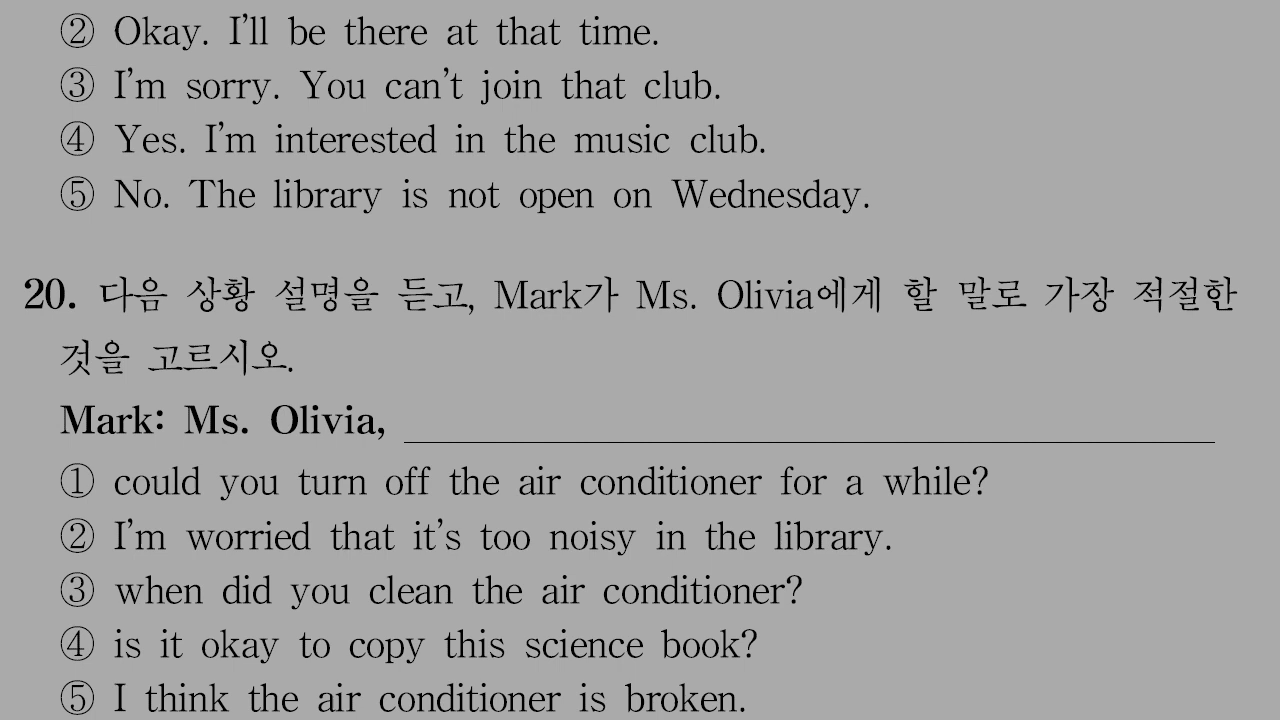 ② Okay. I’ll be there at that time.
③ I’m sorry. You can’t join that club.
④ Yes. I’m interested in the music club.
⑤ No. The library is not open on Wednesday.
20. 다음 상황 설명을 듣고, Mark가 Ms. Olivia에게 할 말로 가장 적절한
것을 고르시오.
Mark: Ms. Olivia, ______________________________
① could you turn off the air conditioner for a while?
② I’m worried that it’s too noisy in the library.
③ when did you clean the air conditioner?
④ is it okay to copy this science book?
⑤ I think the air conditioner is broken.